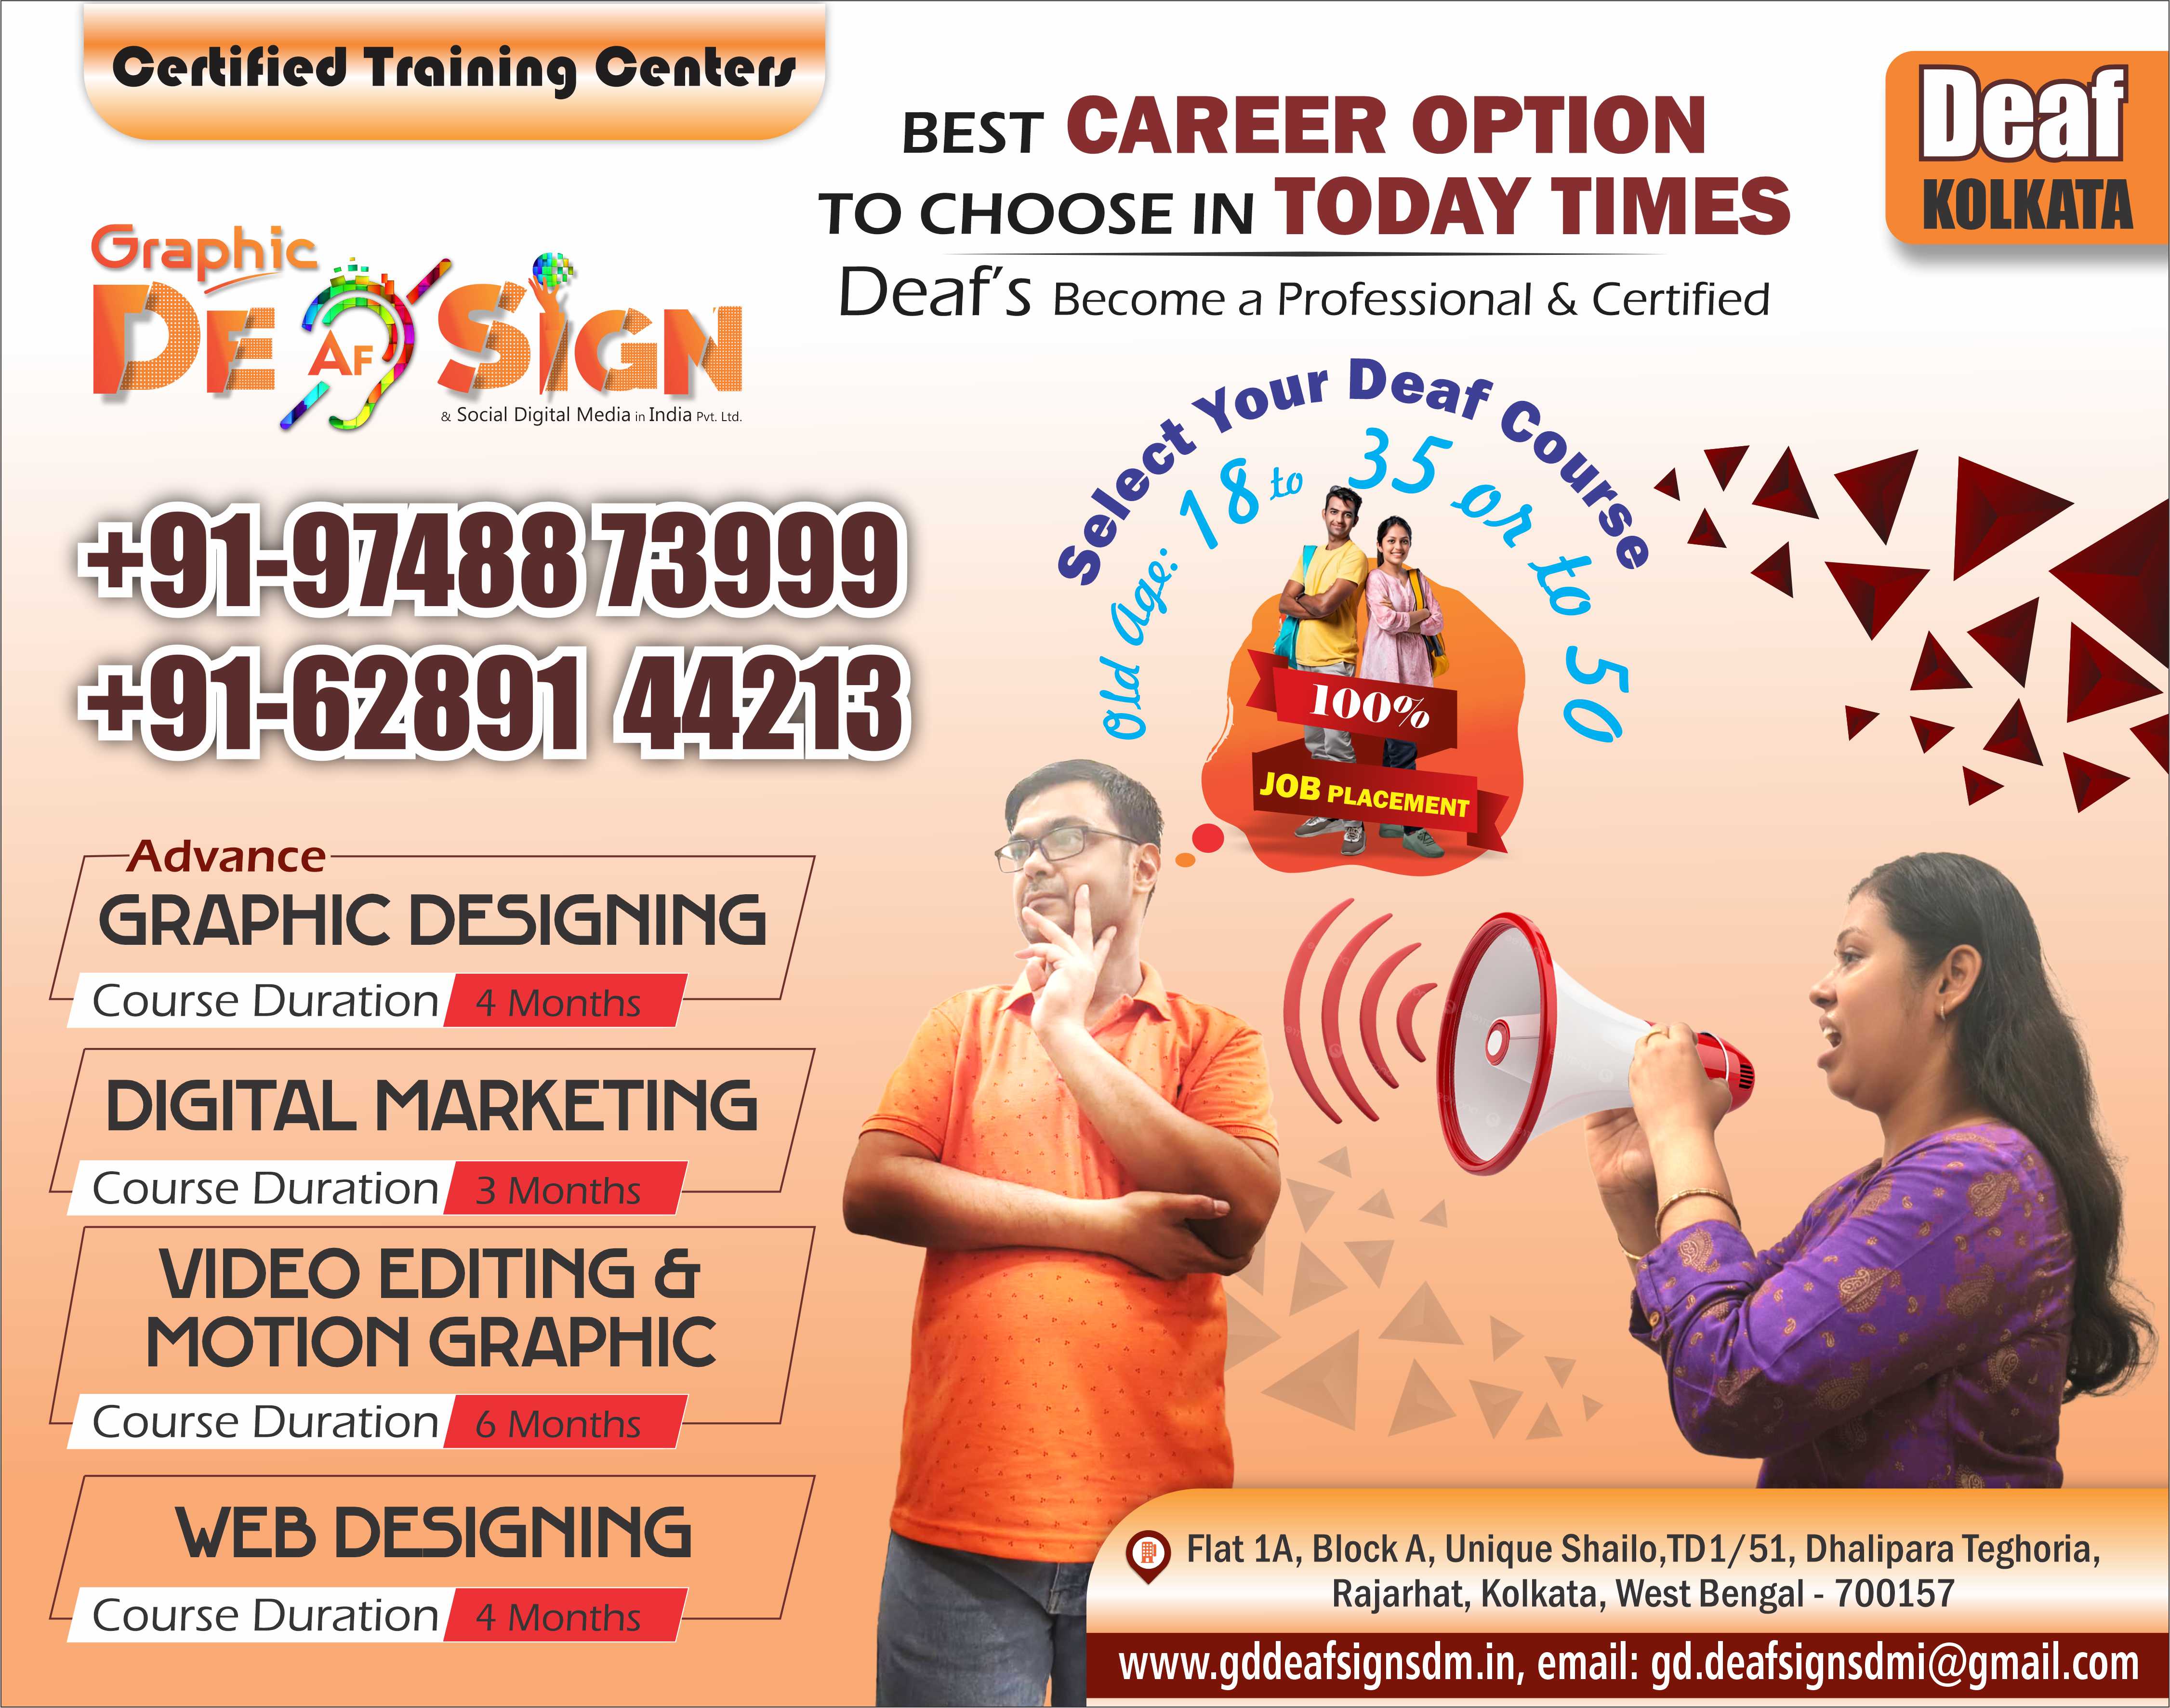 Certified Training Centers
BEST CAREER OPTION
TO CHOOSE IN TODAY TIMES
Deaf's Become a Professional & Certified
Deaf
KOLKATA
Graphic
DEAFSIGN
& Social Digital Media in India Pvt. Ltd.
+91-97488 73999
+91-62891 44213
Select Your Deaf Course
Old Age: 18 to 35 or to 50
100%
JOB PLACEMENT
Advance
GRAPHIC DESIGNING
Course Duration 4 Months
DIGITAL MARKETING
Course Duration 3 Months
VIDEO EDITING &
MOTION GRAPHIC
Course Duration 6 Months
WEB DESIGNING
Course Duration 4 Months
Flat 1A, Block A, Unique Shailo,TD1/51, Dhalipara Teghoria,
Rajarhat, Kolkata, West Bengal - 700157
www.gddeafsignsdm.in, email: gd.deafsignsdmi@gmail.com